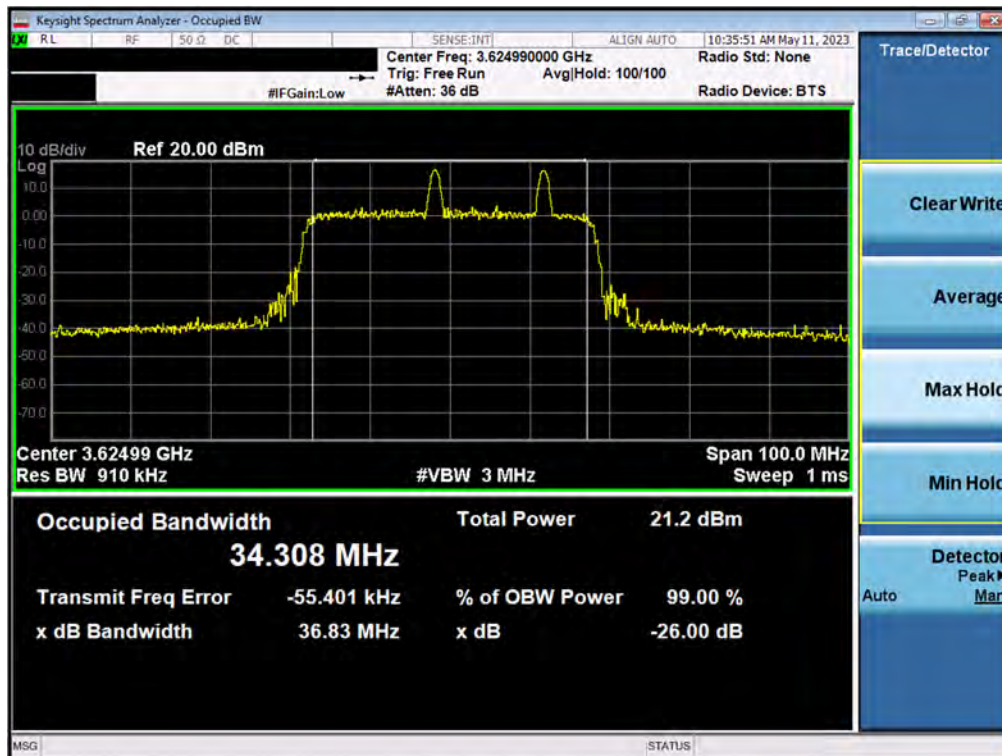 Keysight Spectrum Analyzer - Occupied BW
LXI RL RF 50 Ω DC SENSE:INT ALIGN AUTO 10:35:51 AM May 11, 2023
Center Freq: 3.624990000 GHz Radio Std: None
Trig: Free Run Avg|Hold: 100/100
#IFGain:Low #Atten: 36 dB Radio Device: BTS
10 dB/div Ref 20.00 dBm
Log
10.0
0.00
-10.0
-20.0
-30.0
-40.0
-50.0
-60.0
-70.0
Center 3.62499 GHz Span 100.0 MHz
Res BW 910 kHz #VBW 3 MHz Sweep 1 ms
Occupied Bandwidth Total Power 21.2 dBm
34.308 MHz
Transmit Freq Error -55.401 kHz % of OBW Power 99.00 %
x dB Bandwidth 36.83 MHz x dB -26.00 dB
MSG STATUS
Trace/Detector
Clear Write
Average
Max Hold
Min Hold
Detector
Peak
Auto Man